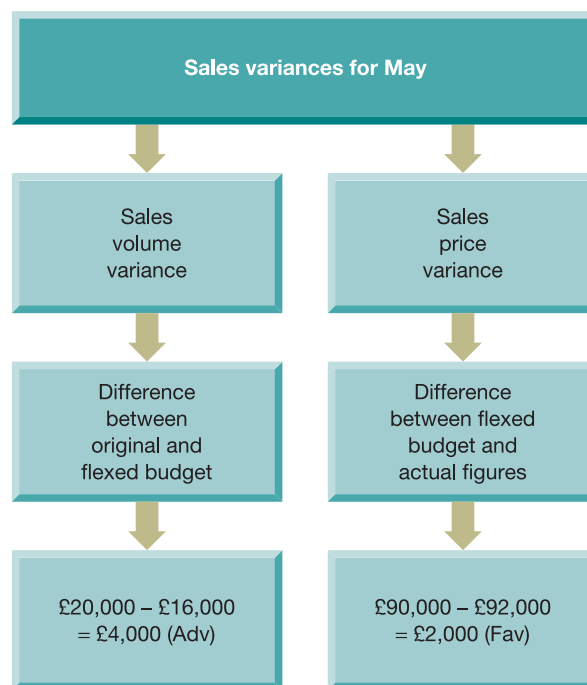 Sales variances for May
Sales
volume
variance
Sales
price
variance
Difference
between
original and
flexed budget
Difference
between flexed
budget and
actual figures
£20,000 – £16,000
= £4,000 (Adv)
£90,000 – £92,000
= £2,000 (Fav)